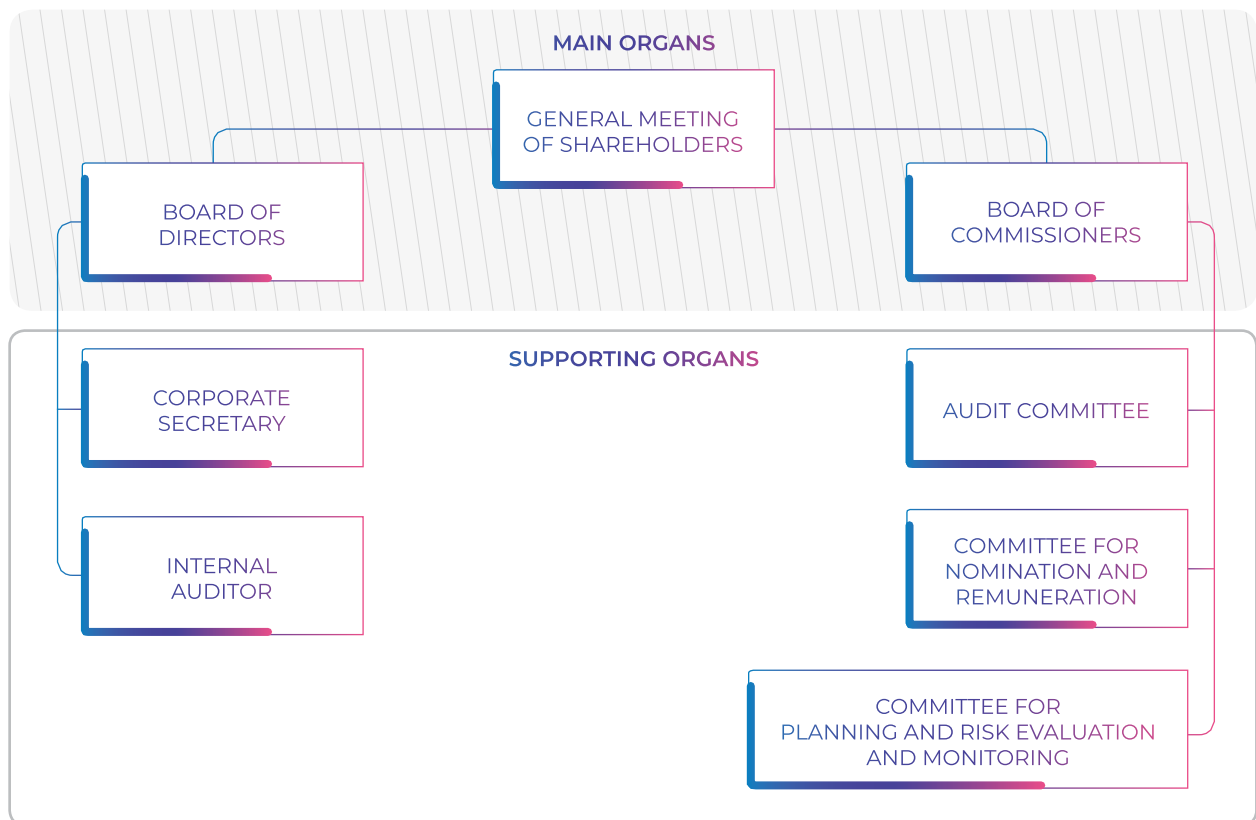 MAIN ORGANS
GENERAL MEETING
OF SHAREHOLDERS
BOARD OF
DIRECTORS
BOARD OF
COMMISSIONERS
SUPPORTING ORGANS
CORPORATE
SECRETARY
AUDIT COMMITTEE
INTERNAL
AUDITOR
COMMITTEE FOR
NOMINATION AND
REMUNERATION
COMMITTEE FOR
PLANNING AND RISK EVALUATION
AND MONITORING